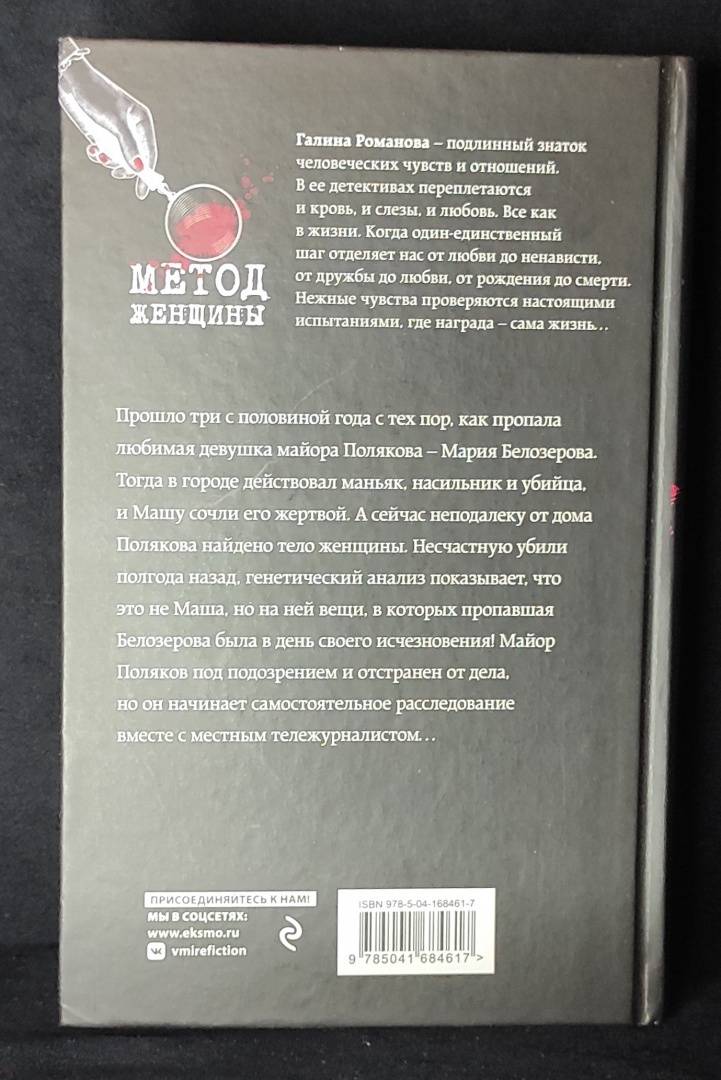 МЕТОД
ЖЕНЩИНЫ
Галина Романова – подлинный знаток
человеческих чувств и отношений.
В ее детективах переплетаются
и кровь, и слезы, и любовь. Все как
в жизни. Когда один-единственный
шаг отделяет нас от любви до ненависти,
от дружбы до любви, от рождения до смерти.
Нежные чувства проверяются настоящими
испытаниями, где награда – сама жизнь…
Прошло три с половиной года с тех пор, как пропала
любимая девушка майора Полякова – Мария Белозерова.
Тогда в городе действовал маньяк, насильник и убийца,
и Машу сочли его жертвой. А сейчас неподалеку от дома
Полякова найдено тело женщины. Несчастную убили
полгода назад, генетический анализ показывает, что
это не Маша, но на ней вещи, в которых пропавшая
Белозерова была в день своего исчезновения! Майор
Поляков под подозрением и отстранен от дела,
но он начинает самостоятельное расследование
вместе с местным тележурналистом…
ПРИСОЕДИНЯЙТЕСЬ К НАМ!
МЫ В СОЦСЕТЯХ:
www.eksmo.ru
vmirefiction
ISBN 978-5-04-168461-7
9 785041 684617>